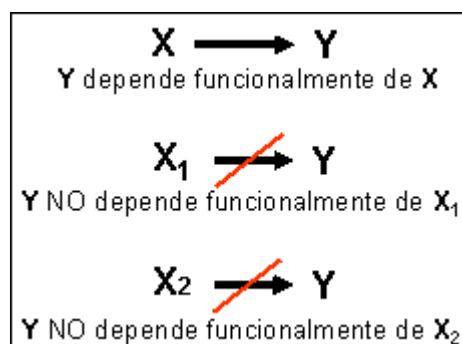 X Y
Y depende funcionalmente de X
X₁ Y
Y NO depende funcionalmente de X₁
X₂ Y
Y NO depende funcionalmente de X₂